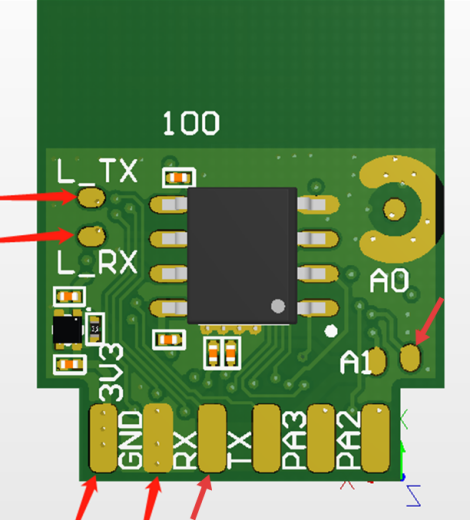 100
L_TX
L_RX
A0
A1
3V3
GND
RX
TX
PA3
PA2
X
Z